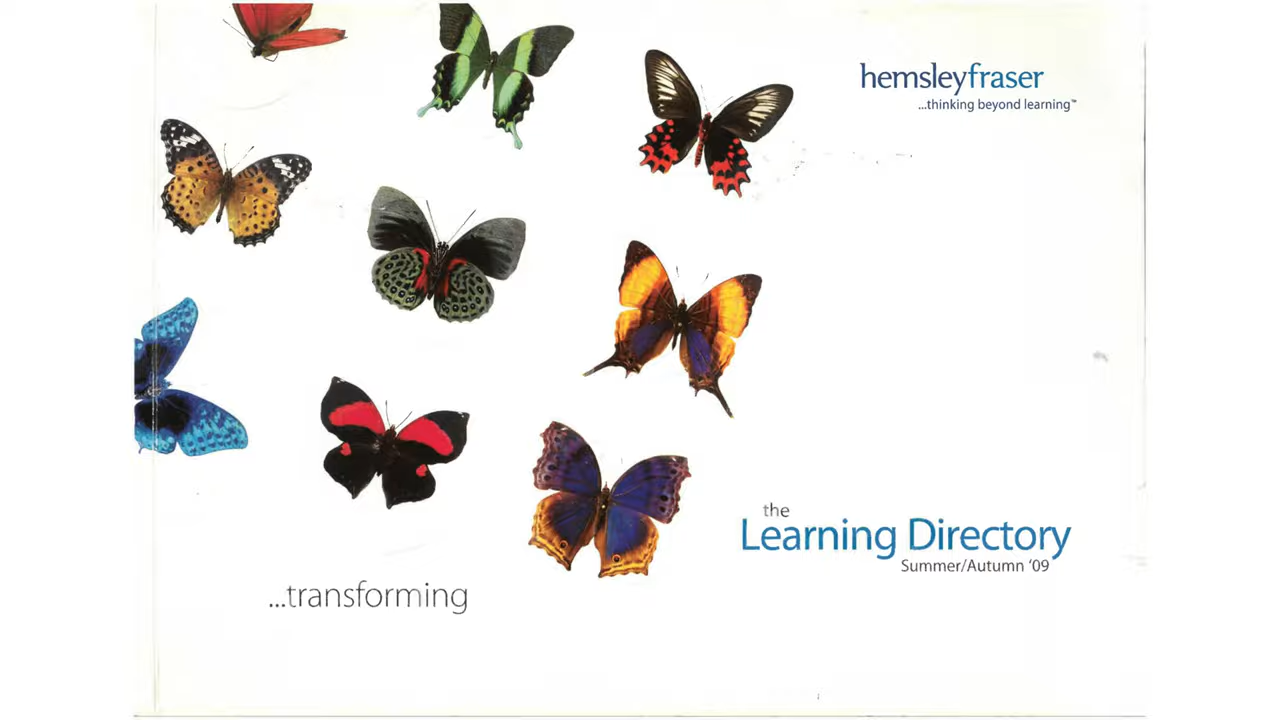 hemsleyfraser
...thinking beyond learning™
the
Learning Directory
Summer/Autumn '09
...transforming